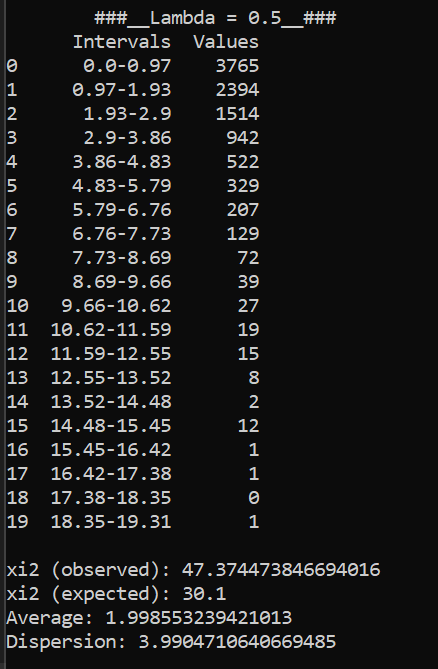 ###__Lambda = 0.5__###
Intervals Values
0 0.0-0.97 3765
1 0.97-1.93 2394
2 1.93-2.9 1514
3 2.9-3.86 942
4 3.86-4.83 522
5 4.83-5.79 329
6 5.79-6.76 207
7 6.76-7.73 129
8 7.73-8.69 72
9 8.69-9.66 39
10 9.66-10.62 27
11 10.62-11.59 19
12 11.59-12.55 15
13 12.55-13.52 8
14 13.52-14.48 2
15 14.48-15.45 12
16 15.45-16.42 1
17 16.42-17.38 1
18 17.38-18.35 0
19 18.35-19.31 1
xi2 (observed): 47.374473846694016
xi2 (expected): 30.1
Average: 1.998553239421013
Dispersion: 3.9904710640669485